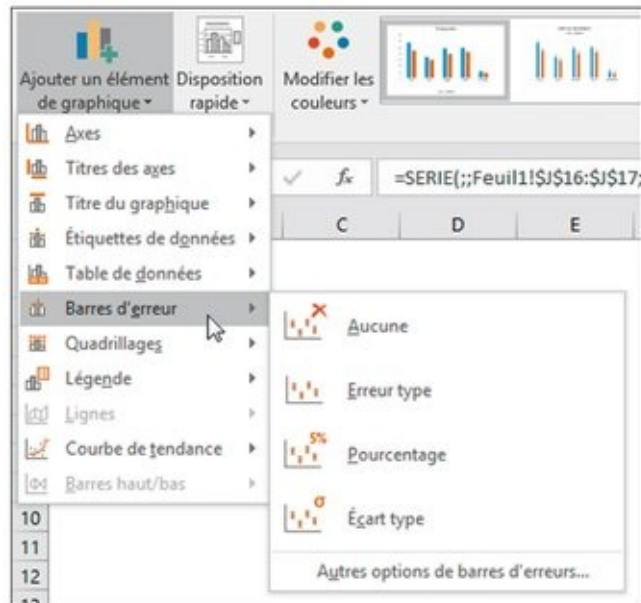 Ajouter un élément
de graphique
Disposition
rapide
Modifier les
couleurs
Axes
Titres des axes
Titre du graphique
Étiquettes de données
Table de données
Barres d'erreur
Quadrillages
Légende
Lignes
Courbe de tendance
Barres haut/bas
fx
=SERIE(;;Feuil1!$J$16:$J$17;
C D E
Aucune
Erreur type
5%
Pourcentage
σ
Écart type
Autres options de barres d'erreurs...
10
11
12